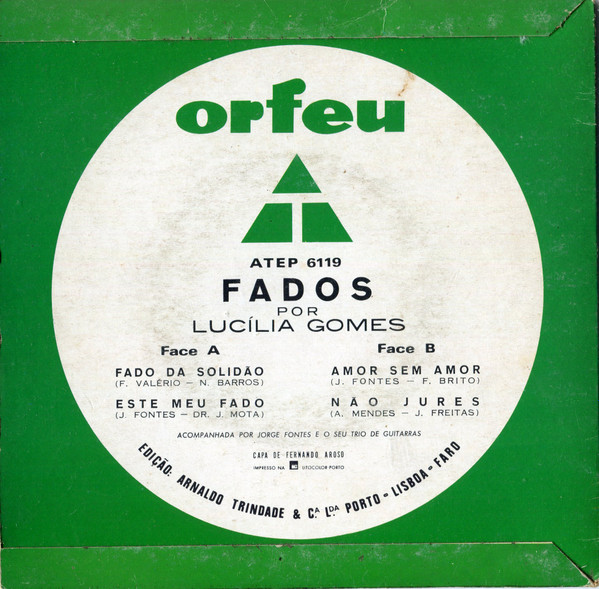 orfeu
ATEP 6119
FADOS
POR
LUCÍLIA GOMES
Face A
FADO DA SOLIDÃO
(F. VALÉRIO – N. BARROS)
ESTE MEU FADO
(J. FONTES – DR. J. MOTA)
Face B
AMOR SEM AMOR
(J. FONTES – F. BRITO)
NÃO JURES
(A. MENDES – J. FREITAS)
ACOMPANHADA POR JORGE FONTES E O SEU TRIO DE GUITARRAS
CAPA DE FERNANDO AROSO
IMPRESSO NA LITOCOLOR PORTO
EDIÇÃO: ARNALDO TRINDADE & Cª. Lᴰᴬ PORTO – LISBOA – FARO